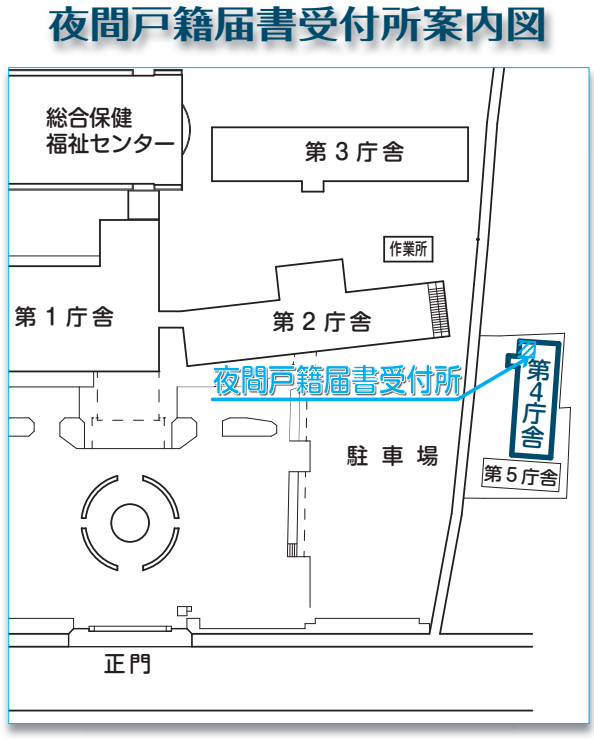 夜間戸籍届書受付所案内図
総合保健
福祉センター
第3庁舎
作業所
第1庁舎
第2庁舎
夜間戸籍届書受付所
第4庁舎
駐車場
第5庁舎
正門